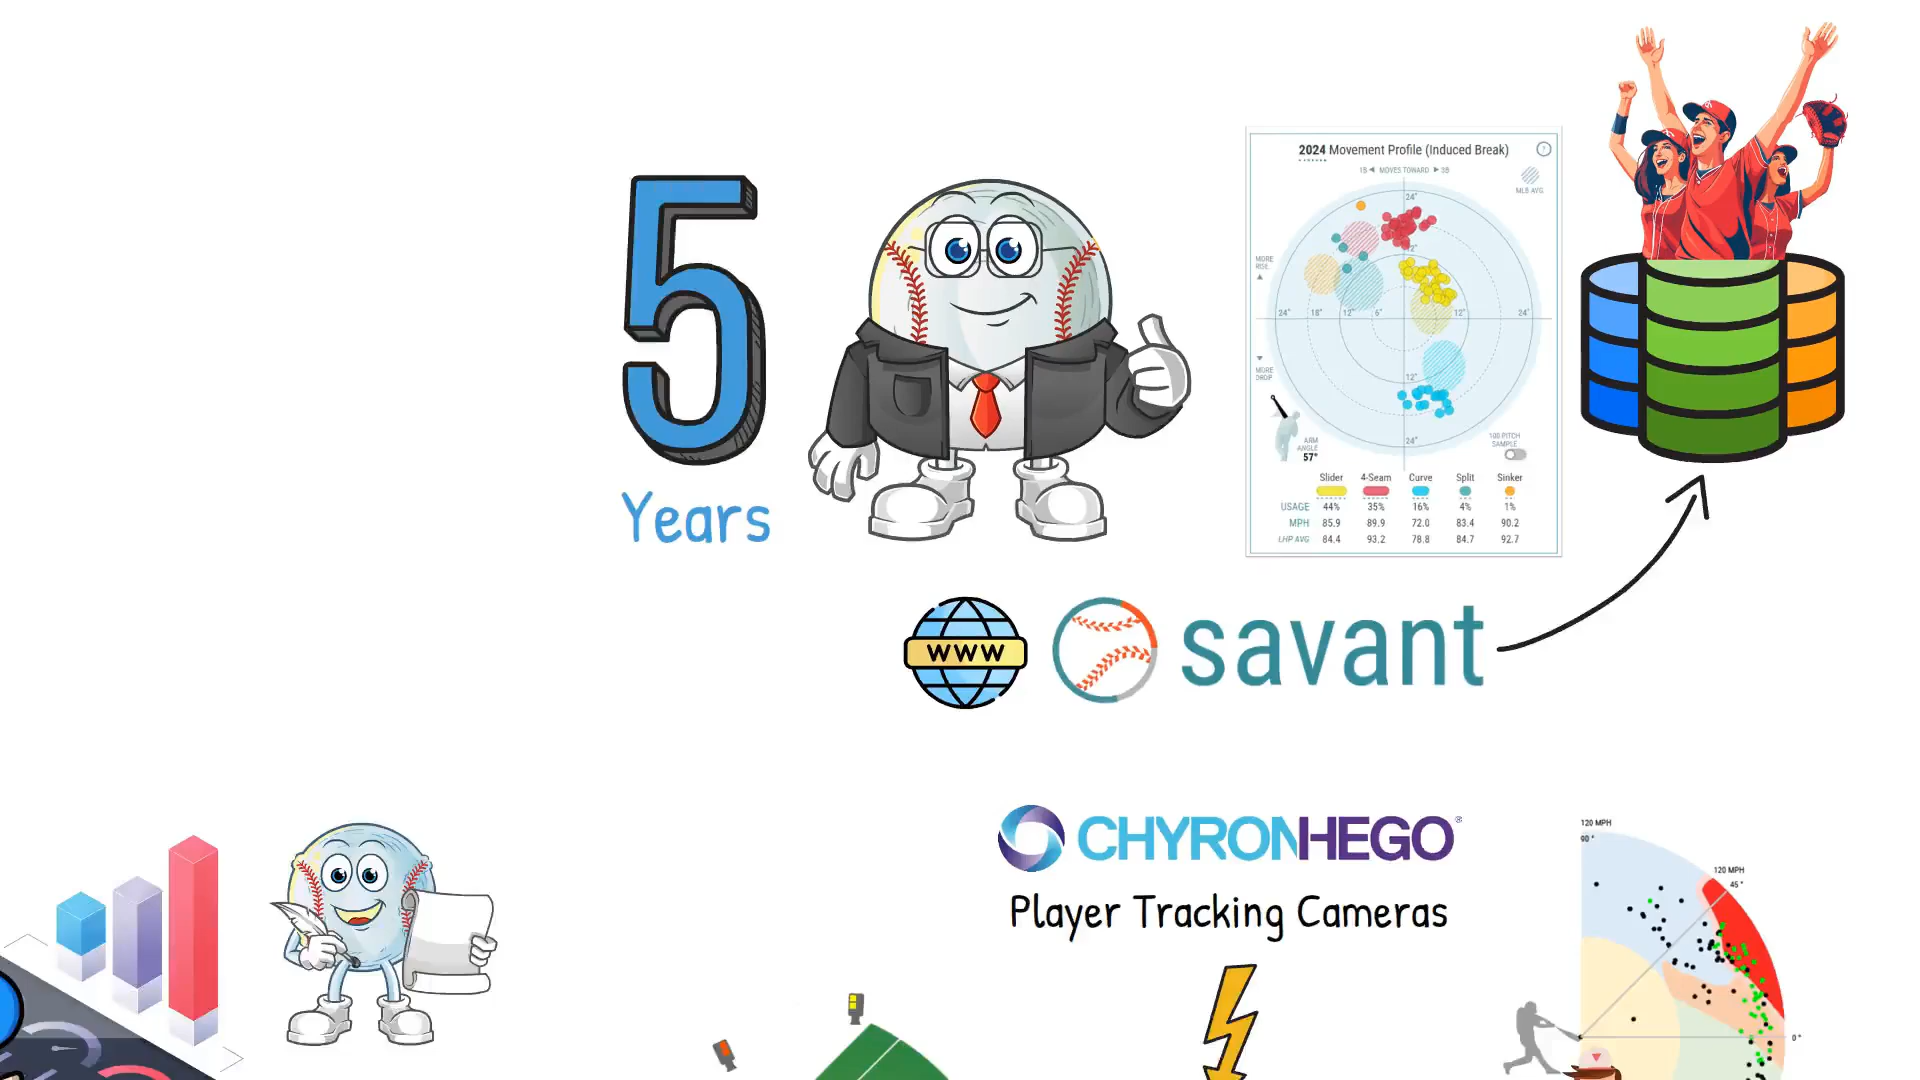 5
Years
2024 Movement Profile (Induced Break)
?
1B ◄ MOVES TOWARD ► 3B
MLB AVG.
24"
12"
MORE RISE
24" 18" 12" 6" 12" 24"
MORE DROP
12"
24"
ARM ANGLE
57°
100 PITCH SAMPLE
Slider 4-Seam Curve Split Sinker
USAGE 44% 35% 16% 4% 1%
MPH 85.9 89.9 72.0 83.4 90.2
LHP AVG 84.4 93.2 78.8 84.7 92.7
WWW
savant
CHYRONHEGO®
Player Tracking Cameras
120 MPH
90°
120 MPH
45°
0°